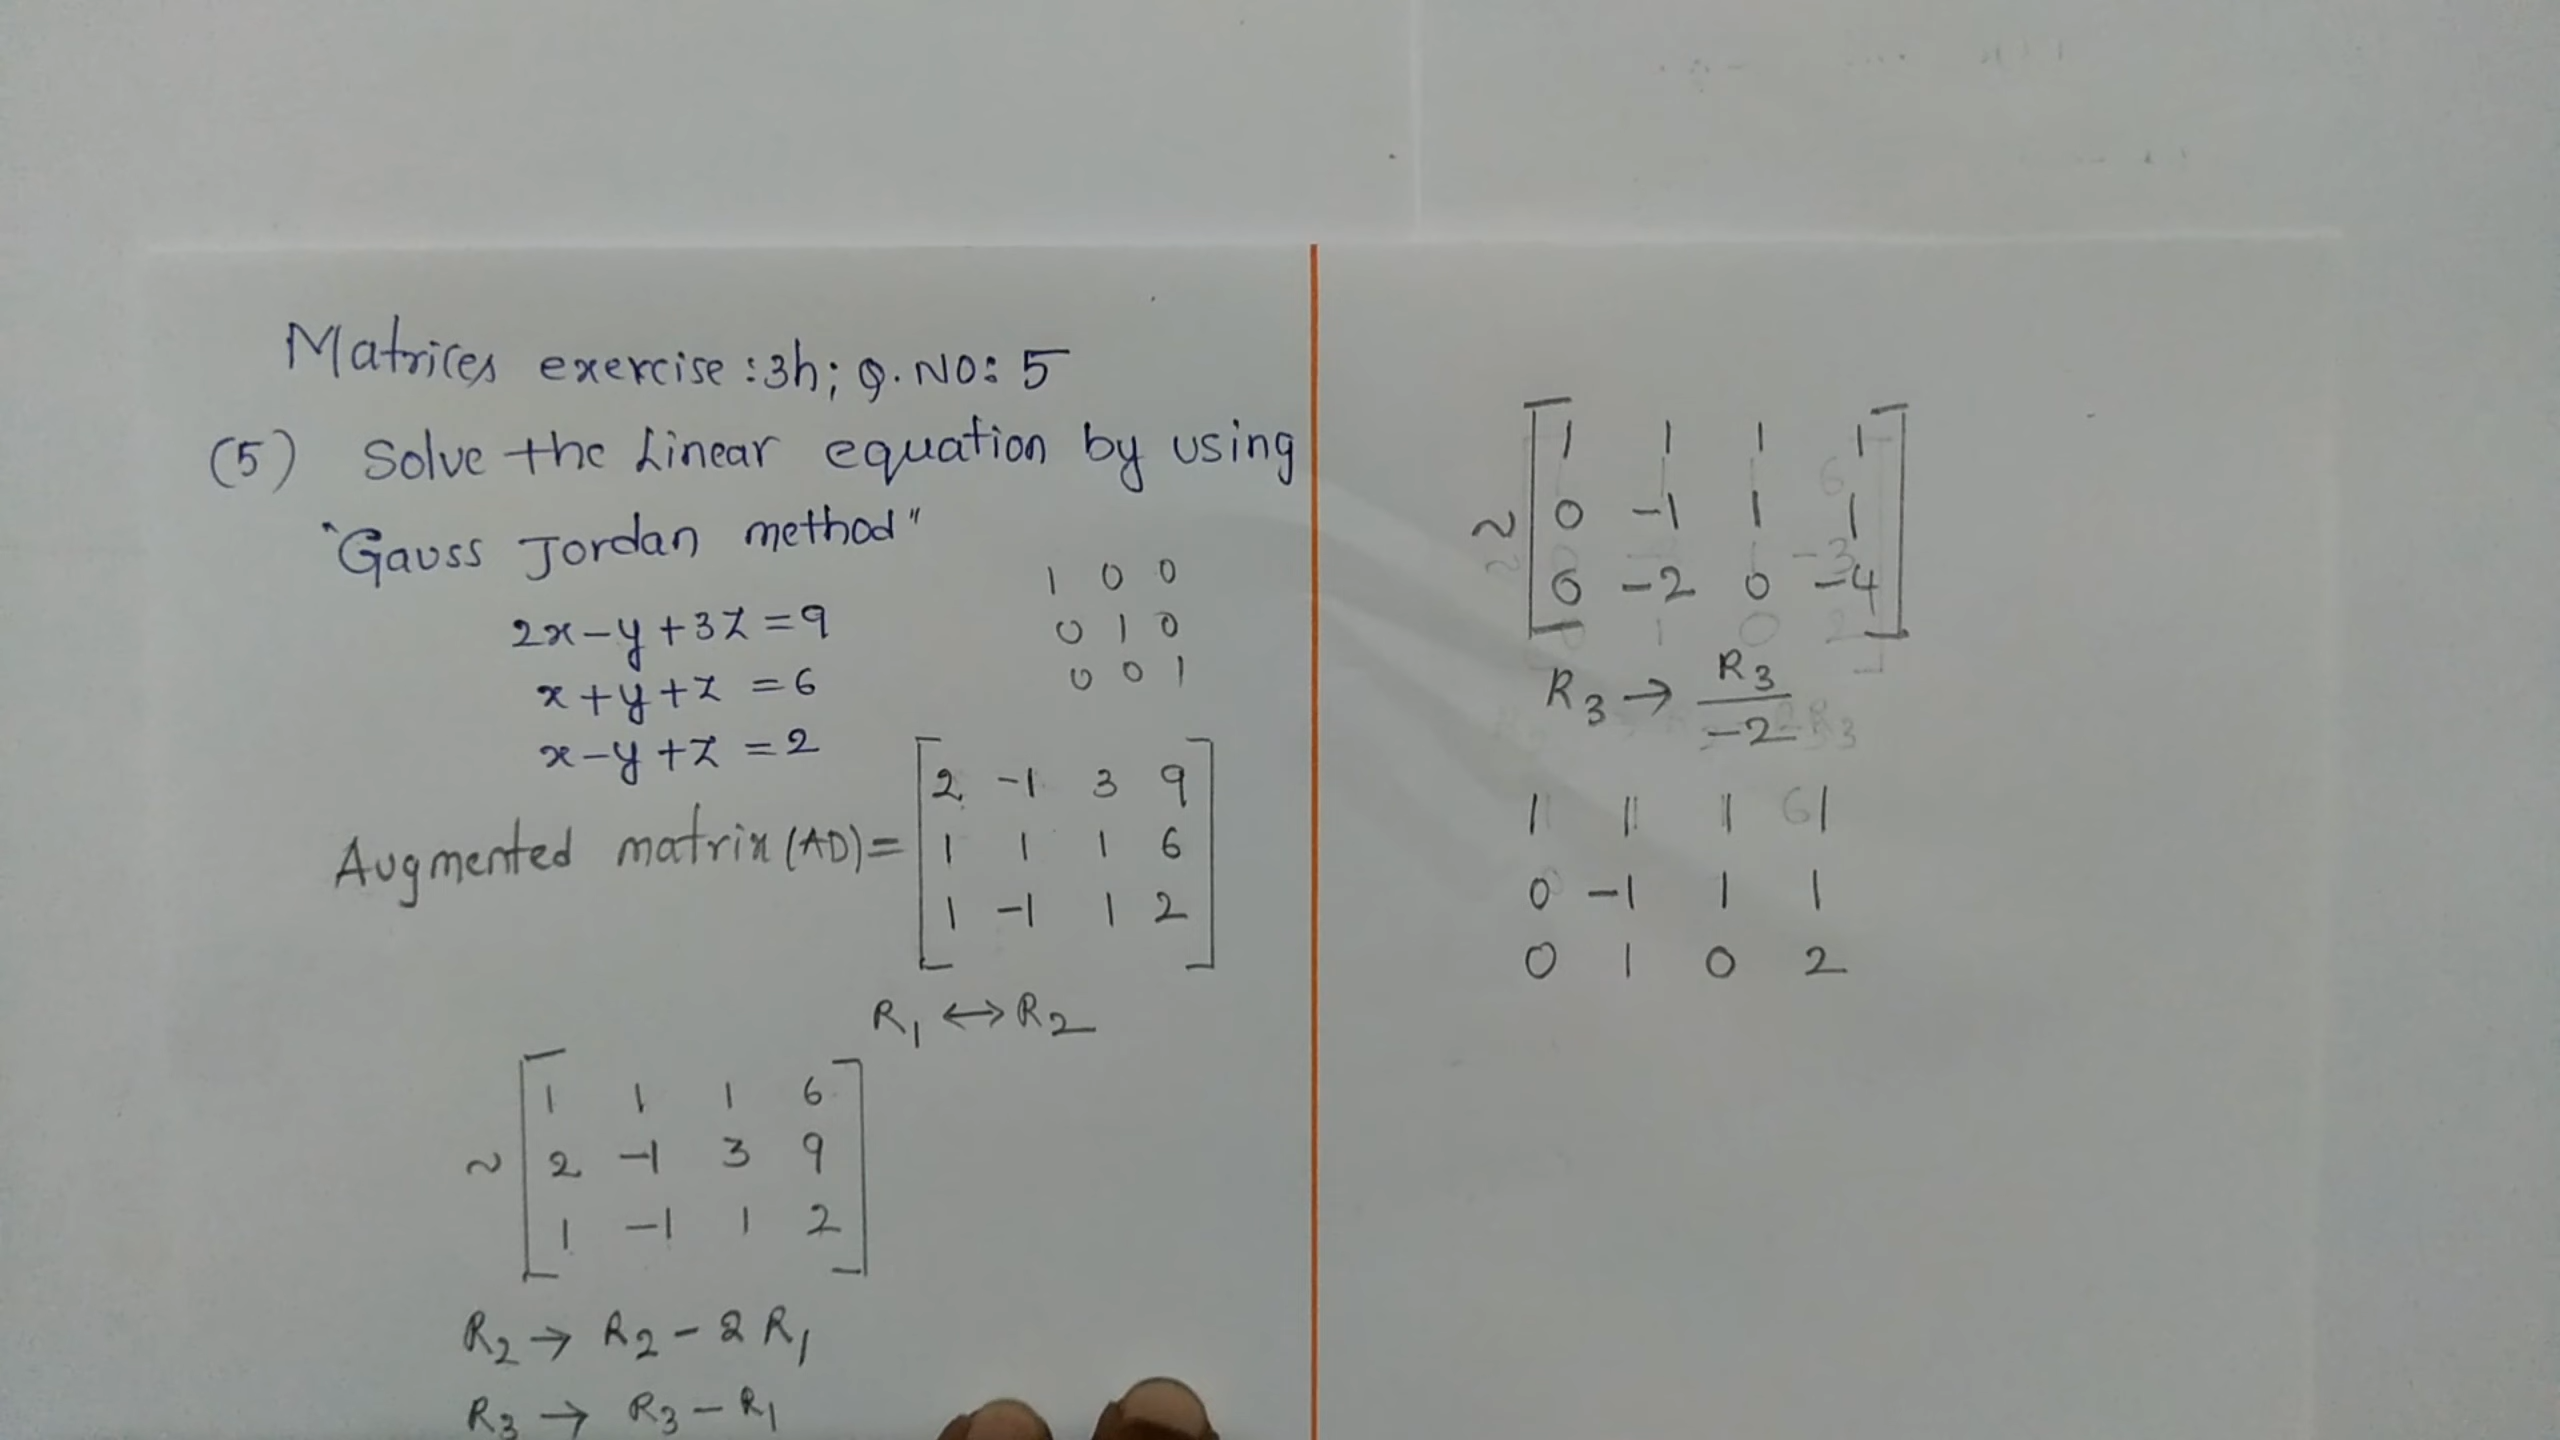 Matrices exercise :3h; Q. NO: 5
(5) Solve the Linear equation by using
"Gauss Jordan method"
2x-y+3z=9
x+y+z =6
x-y+z =2
1 0 0
0 1 0
0 0 1
Augmented matrix (AD)=
2 -1 3 9
1 1 1 6
1 -1 1 2
R1 ↔ R2
~
1 1 1 6
2 -1 3 9
1 -1 1 2
R2 → R2 - 2 R1
R3 → R3 - R1
~
1 1 1 1
0 -1 1 1
0 -2 0 -4
R3 → R3/-2
1 1 1 1
0 -1 1 1
0 1 0 2